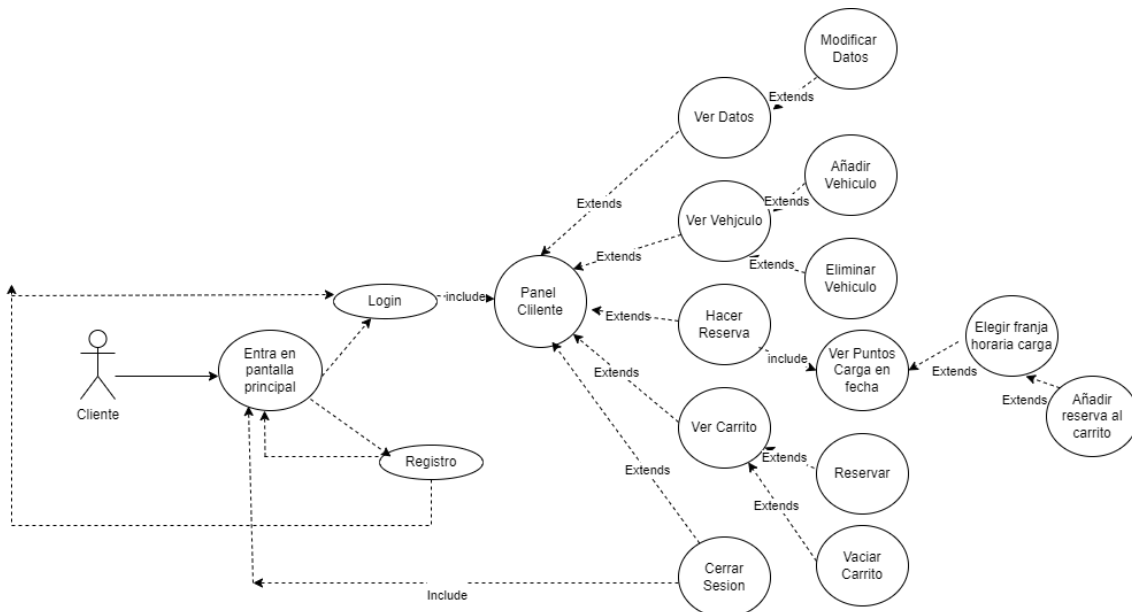 Modificar
Datos
Extends
Ver Datos
Añadir
Vehiculo
Extends
Extends
Ver Vehjculo
Extends
Extends
Eliminar
Vehiculo
Panel
Clilente
Login
include
Hacer
Reserva
Extends
include
Ver Puntos
Carga en
fecha
Elegir franja
horaria carga
Extends
Extends
Añadir
reserva al
carrito
Entra en
pantalla
principal
Cliente
Extends
Ver Carrito
Extends
Reservar
Registro
Extends
Extends
Vaciar
Carrito
Cerrar
Sesion
Include